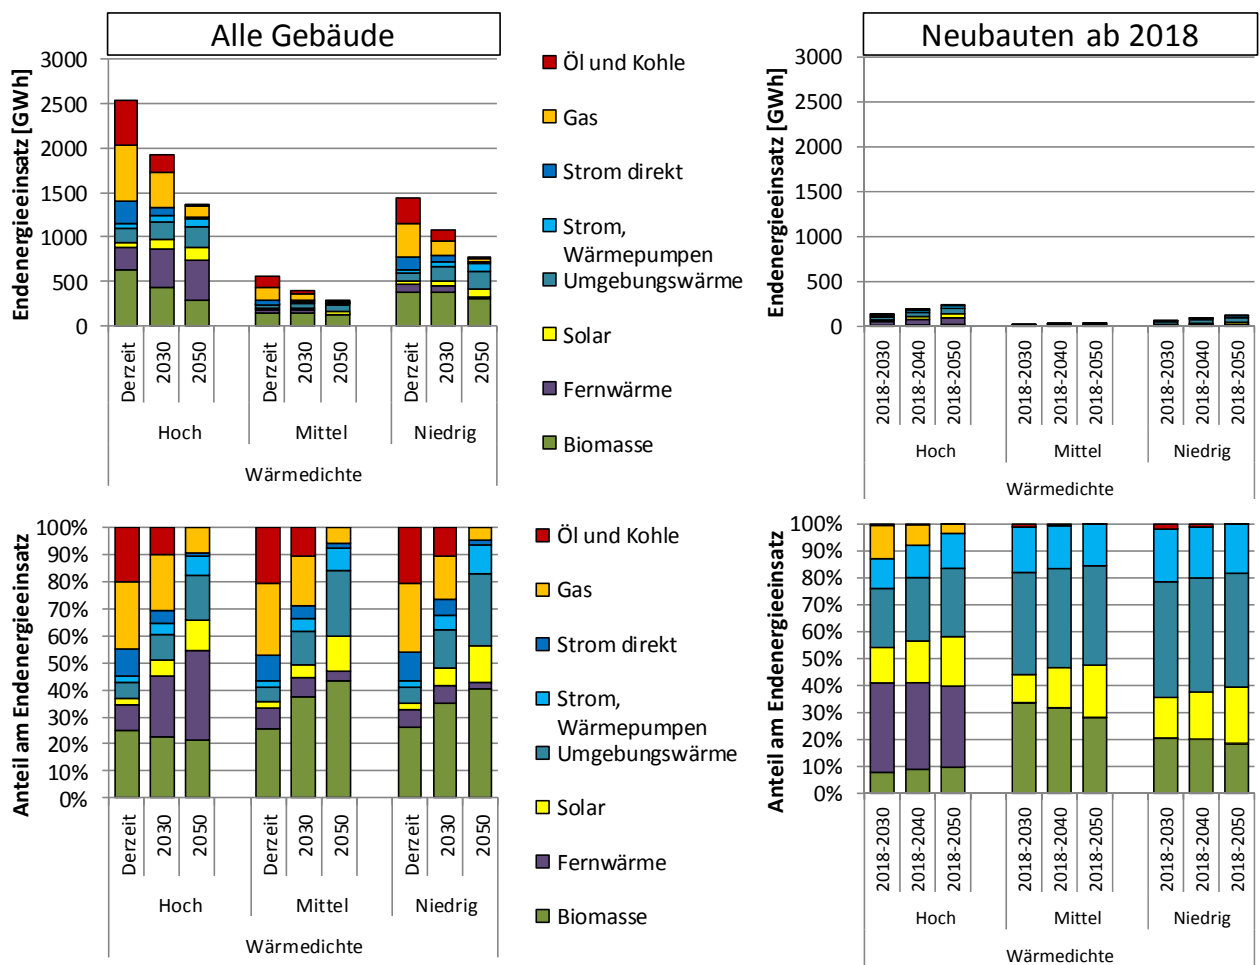 Alle Gebäude
Endenergieeinsatz [GWh]
3000
2500
2000
1500
1000
500
0
Derzeit
2030
2050
Derzeit
2030
2050
Derzeit
2030
2050
Hoch
Mittel
Niedrig
Wärmedichte
Öl und Kohle
Gas
Strom direkt
Strom,
Wärmepumpen
Umgebungswärme
Solar
Fernwärme
Biomasse
Neubauten ab 2018
Endenergieeinsatz [GWh]
3000
2500
2000
1500
1000
500
0
2018-2030
2018-2040
2018-2050
2018-2030
2018-2040
2018-2050
2018-2030
2018-2040
2018-2050
Hoch
Mittel
Niedrig
Wärmedichte
Anteil am Endenergieeinsatz
100%
90%
80%
70%
60%
50%
40%
30%
20%
10%
0%
Derzeit
2030
2050
Derzeit
2030
2050
Derzeit
2030
2050
Hoch
Mittel
Niedrig
Wärmedichte
Öl und Kohle
Gas
Strom direkt
Strom,
Wärmepumpen
Umgebungswärme
Solar
Fernwärme
Biomasse
Anteil am Endenergieeinsatz
100%
90%
80%
70%
60%
50%
40%
30%
20%
10%
0%
2018-2030
2018-2040
2018-2050
2018-2030
2018-2040
2018-2050
2018-2030
2018-2040
2018-2050
Hoch
Mittel
Niedrig
Wärmedichte